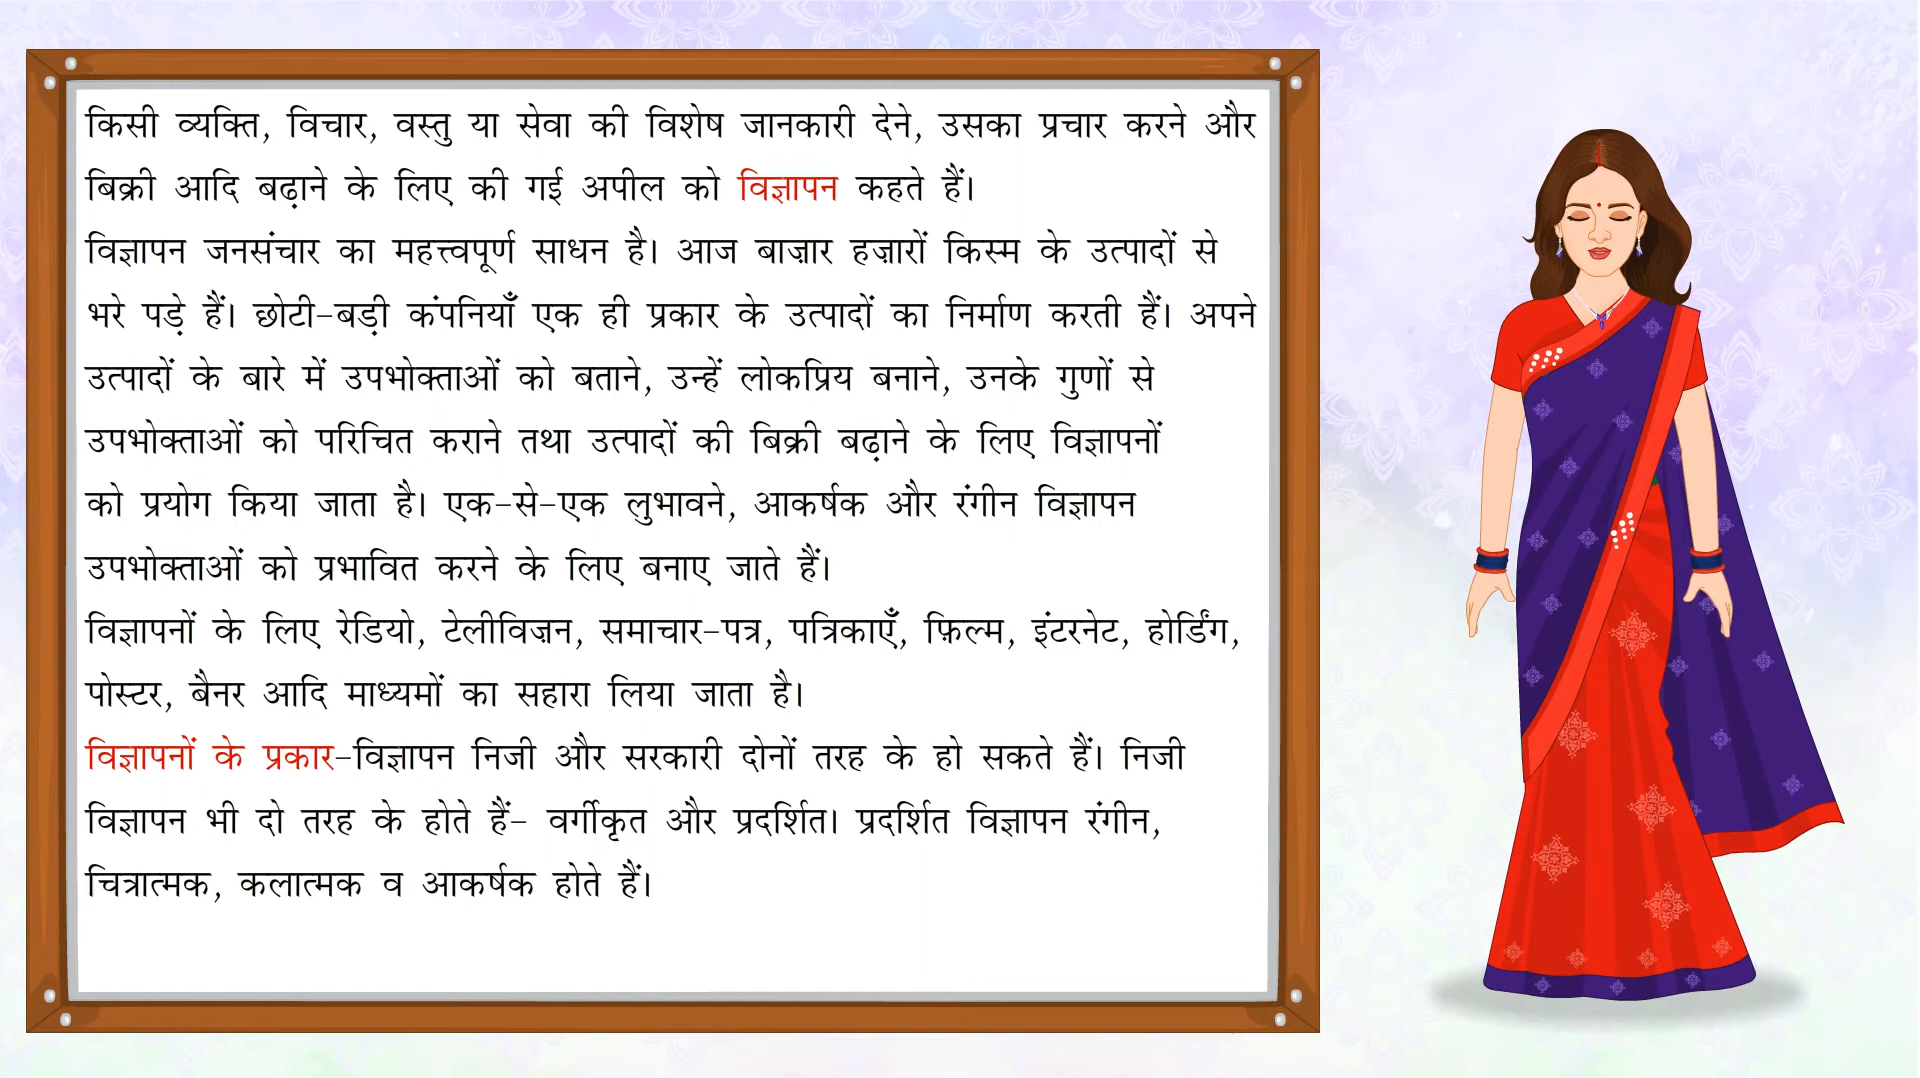 किसी व्यक्ति, विचार, वस्तु या सेवा की विशेष जानकारी देने, उसका प्रचार करने और
बिक्री आदि बढ़ाने के लिए की गई अपील को विज्ञापन कहते हैं।
विज्ञापन जनसंचार का महत्त्वपूर्ण साधन है। आज बाज़ार हज़ारों किस्म के उत्पादों से
भरे पड़े हैं। छोटी-बड़ी कंपनियाँ एक ही प्रकार के उत्पादों का निर्माण करती हैं। अपने
उत्पादों के बारे में उपभोक्ताओं को बताने, उन्हें लोकप्रिय बनाने, उनके गुणों से
उपभोक्ताओं को परिचित कराने तथा उत्पादों की बिक्री बढ़ाने के लिए विज्ञापनों
को प्रयोग किया जाता है। एक-से-एक लुभावने, आकर्षक और रंगीन विज्ञापन
उपभोक्ताओं को प्रभावित करने के लिए बनाए जाते हैं।
विज्ञापनों के लिए रेडियो, टेलीविज़न, समाचार-पत्र, पत्रिकाएँ, फ़िल्म, इंटरनेट, होर्डिंग,
पोस्टर, बैनर आदि माध्यमों का सहारा लिया जाता है।
विज्ञापनों के प्रकार-विज्ञापन निजी और सरकारी दोनों तरह के हो सकते हैं। निजी
विज्ञापन भी दो तरह के होते हैं- वर्गीकृत और प्रदर्शित। प्रदर्शित विज्ञापन रंगीन,
चित्रात्मक, कलात्मक व आकर्षक होते हैं।